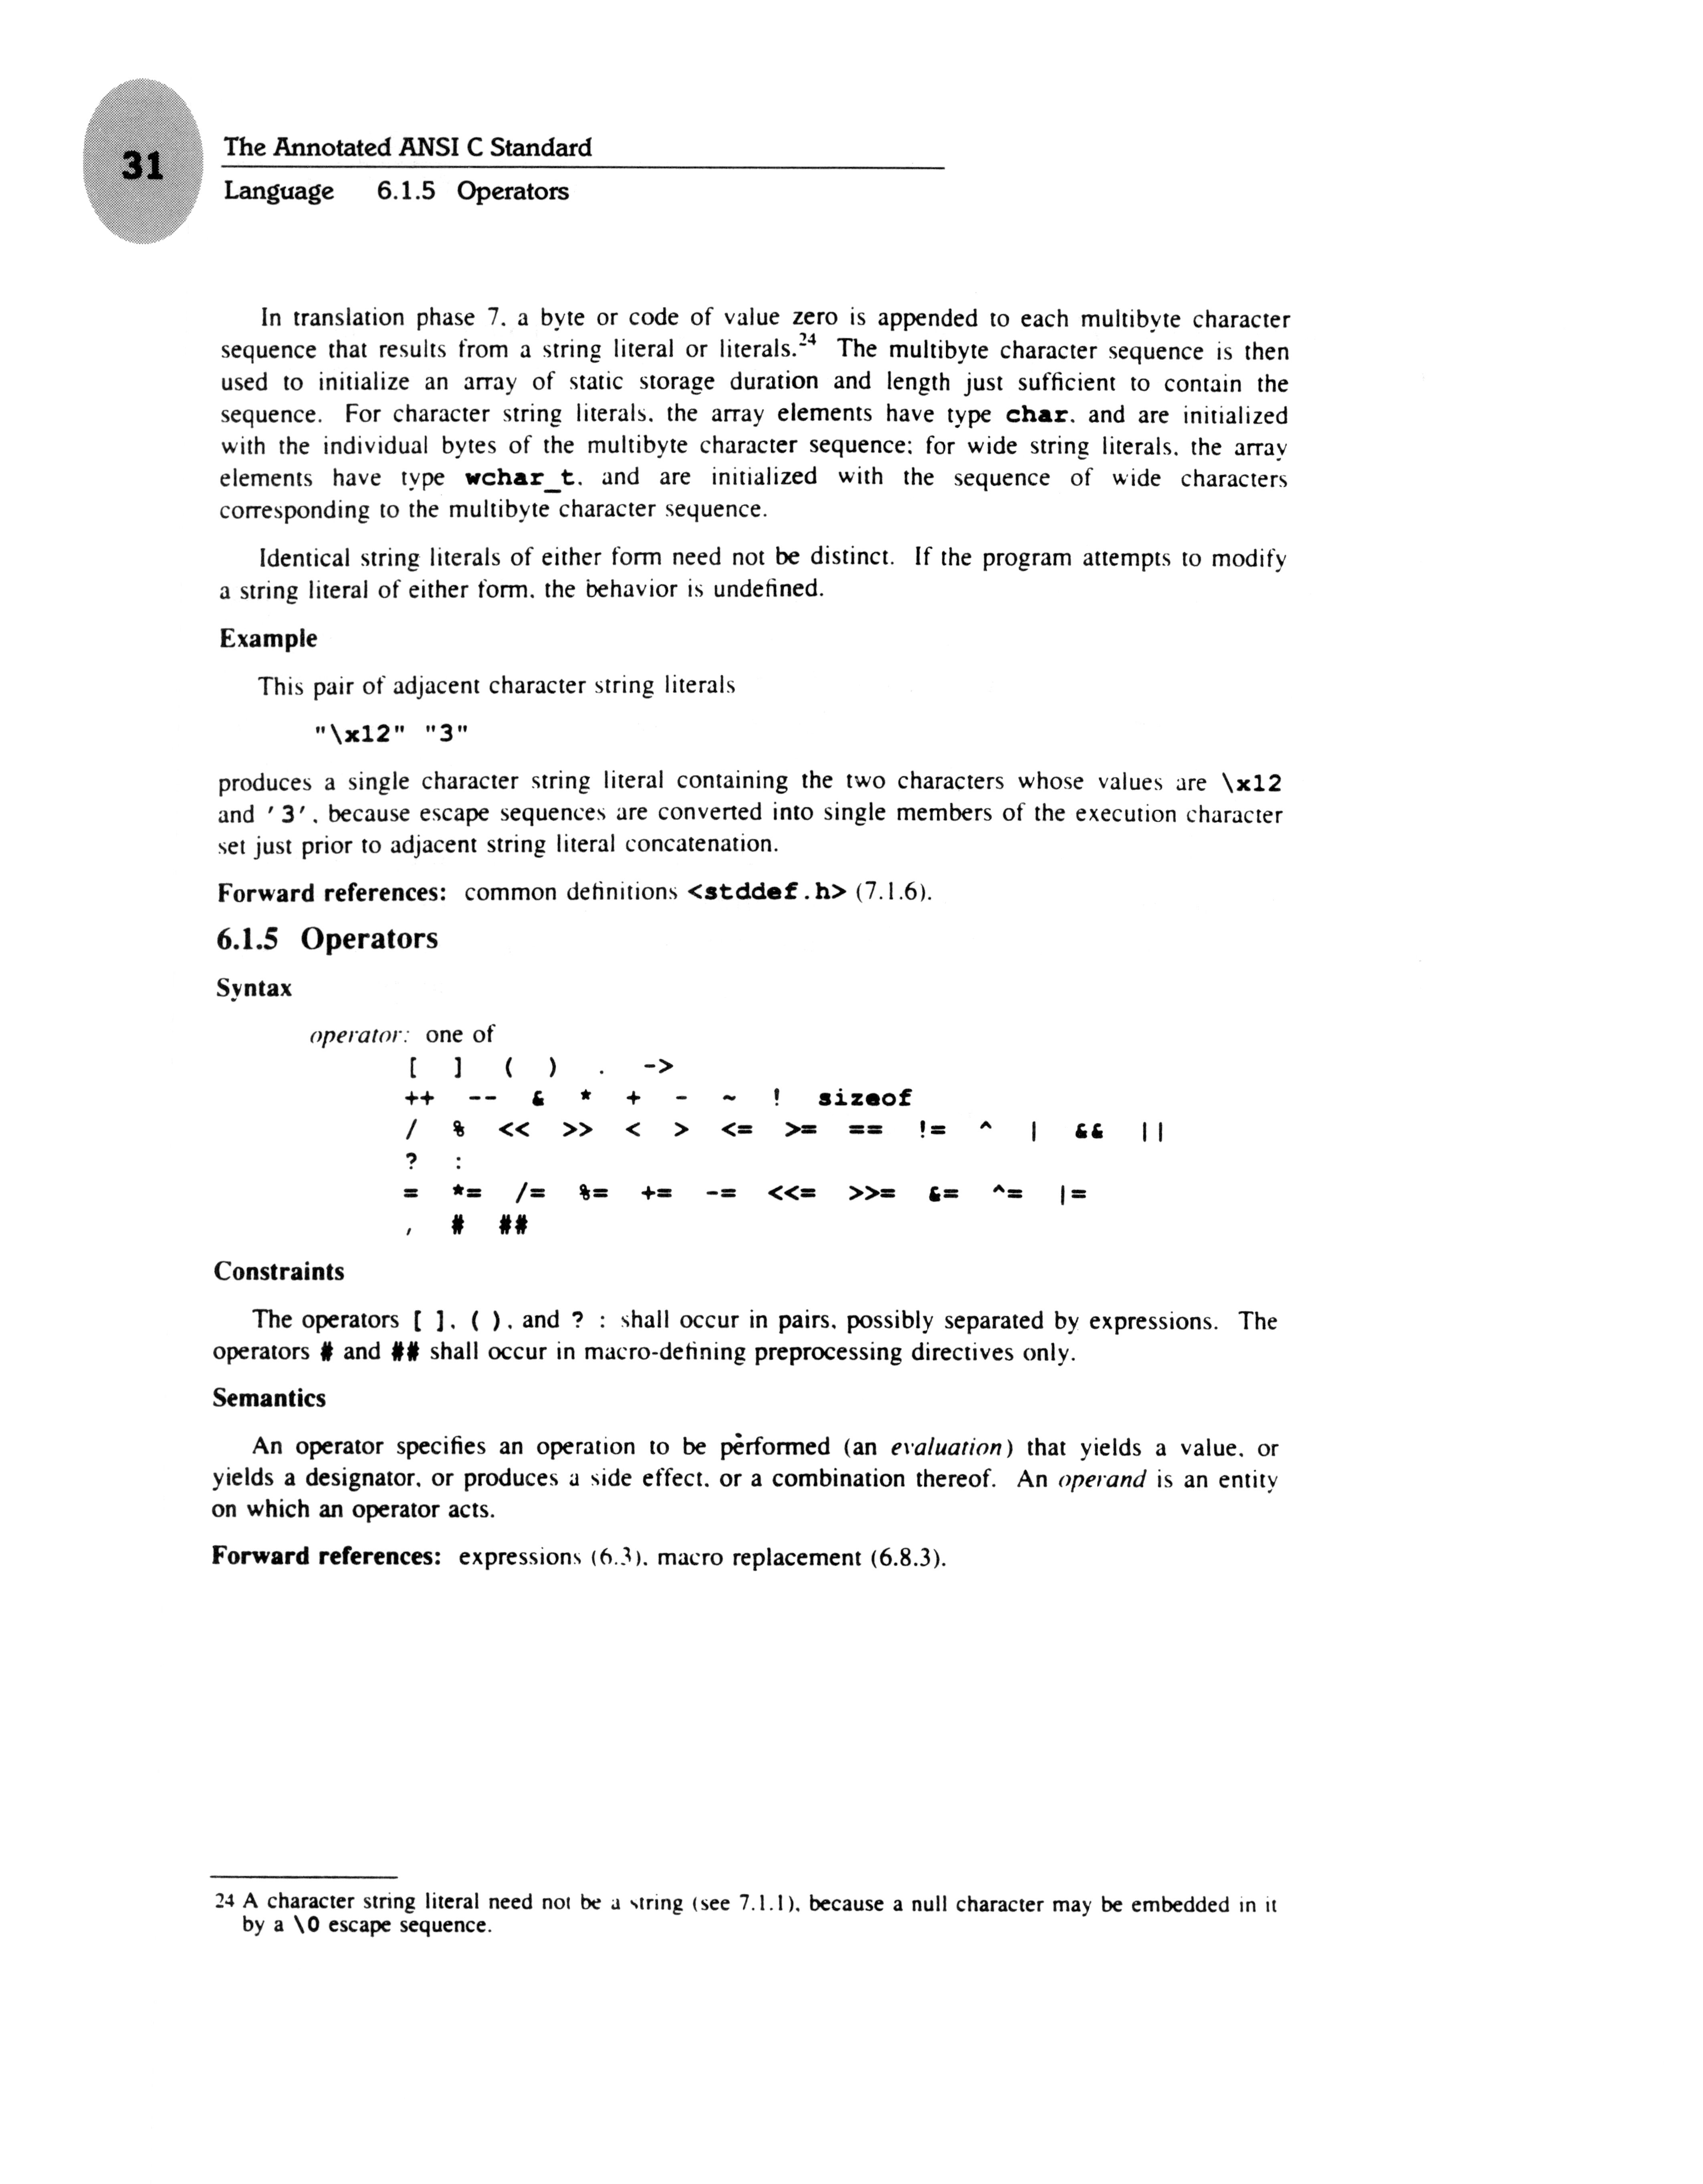 31
The Annotated ANSI C Standard
Language 6.1.5 Operators
In translation phase 7, a byte or code of value zero is appended to each multibyte character
sequence that results from a string literal or literals.24 The multibyte character sequence is then
used to initialize an array of static storage duration and length just sufficient to contain the
sequence. For character string literals, the array elements have type char, and are initialized
with the individual bytes of the multibyte character sequence; for wide string literals, the array
elements have type wchar_t, and are initialized with the sequence of wide characters
corresponding to the multibyte character sequence.
Identical string literals of either form need not be distinct. If the program attempts to modify
a string literal of either form, the behavior is undefined.
Example
This pair of adjacent character string literals
"\x12" "3"
produces a single character string literal containing the two characters whose values are \x12
and '3', because escape sequences are converted into single members of the execution character
set just prior to adjacent string literal concatenation.
Forward references: common definitions <stddef.h> (7.1.6).
6.1.5 Operators
Syntax
operator: one of
[ ] ( ) . ->
++ -- & * + - ~ ! sizeof
/ % << >> < > <= >= == != ^ | && ||
? :
= *= /= %= += -= <<= >>= &= ^= |=
, # ##
Constraints
The operators [ ], ( ), and ? : shall occur in pairs, possibly separated by expressions. The
operators # and ## shall occur in macro-defining preprocessing directives only.
Semantics
An operator specifies an operation to be performed (an evaluation) that yields a value, or
yields a designator, or produces a side effect, or a combination thereof. An operand is an entity
on which an operator acts.
Forward references: expressions (6.3), macro replacement (6.8.3).
24 A character string literal need not be a string (see 7.1.1), because a null character may be embedded in it
by a \0 escape sequence.